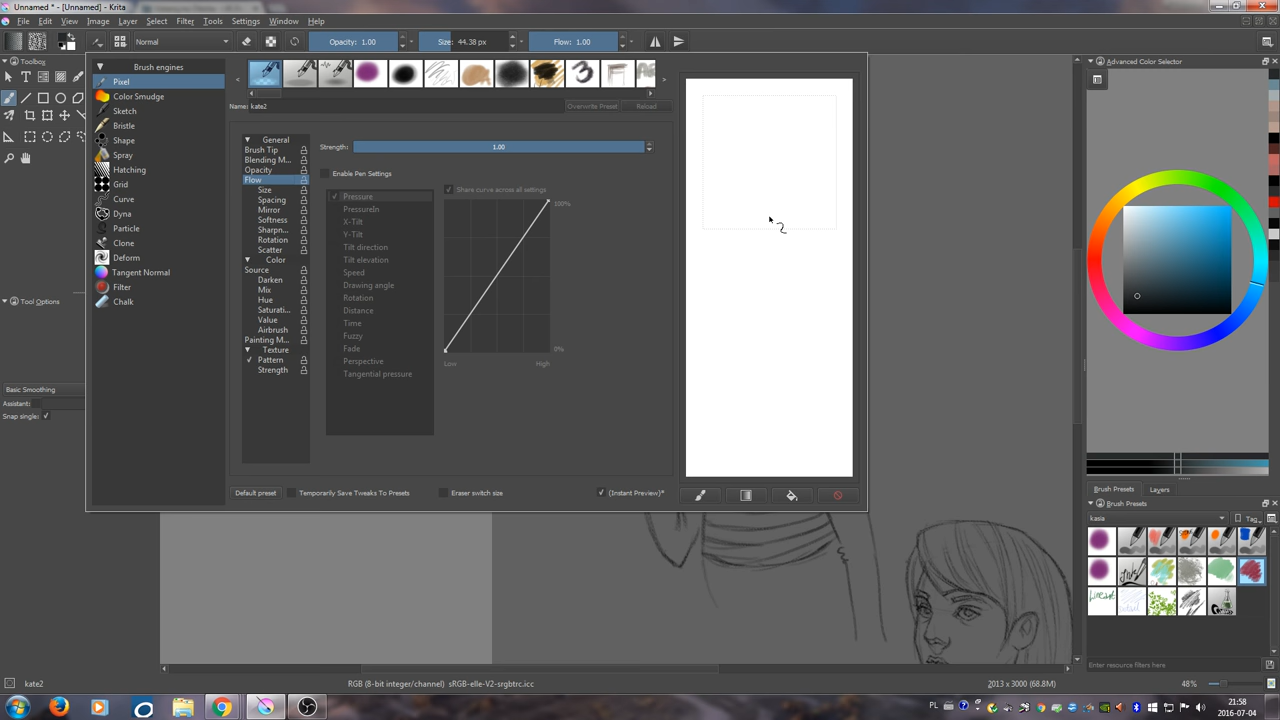 Unnamed * - [Unnamed] - Krita
File Edit View Image Layer Select Filter Tools Settings Window Help
Normal Opacity: 1.00 Size: 44.38 px Flow: 1.00
Toolbox
Tool Options
Basic Smoothing
Assistant:
Snap single:
Brush engines
Pixel
Color Smudge
Sketch
Bristle
Shape
Spray
Hatching
Grid
Curve
Dyna
Particle
Clone
Deform
Tangent Normal
Filter
Chalk
Name: kate2 Overwrite Preset Reload
General
Brush Tip
Blending M...
Opacity
Flow
Size
Spacing
Mirror
Softness
Sharpn...
Rotation
Scatter
Color
Source
Darken
Mix
Hue
Saturati...
Value
Airbrush
Painting M...
Texture
Pattern
Strength
Strength: 1.00
Enable Pen Settings
Pressure
PressureIn
X-Tilt
Y-Tilt
Tilt direction
Tilt elevation
Speed
Drawing angle
Rotation
Distance
Time
Fuzzy
Fade
Perspective
Tangential pressure
Share curve across all settings
100%
0%
Low High
Default preset Temporarily Save Tweaks To Presets Eraser switch size (Instant Preview)*
Advanced Color Selector
Brush Presets Layers
Brush Presets
kasia Tag
Enter resource filters here
kate2 RGB (8-bit integer/channel) sRGB-elle-V2-srgbtrc.icc 2013 x 3000 (68.8M) 48%
PL 21:58
2016-07-04